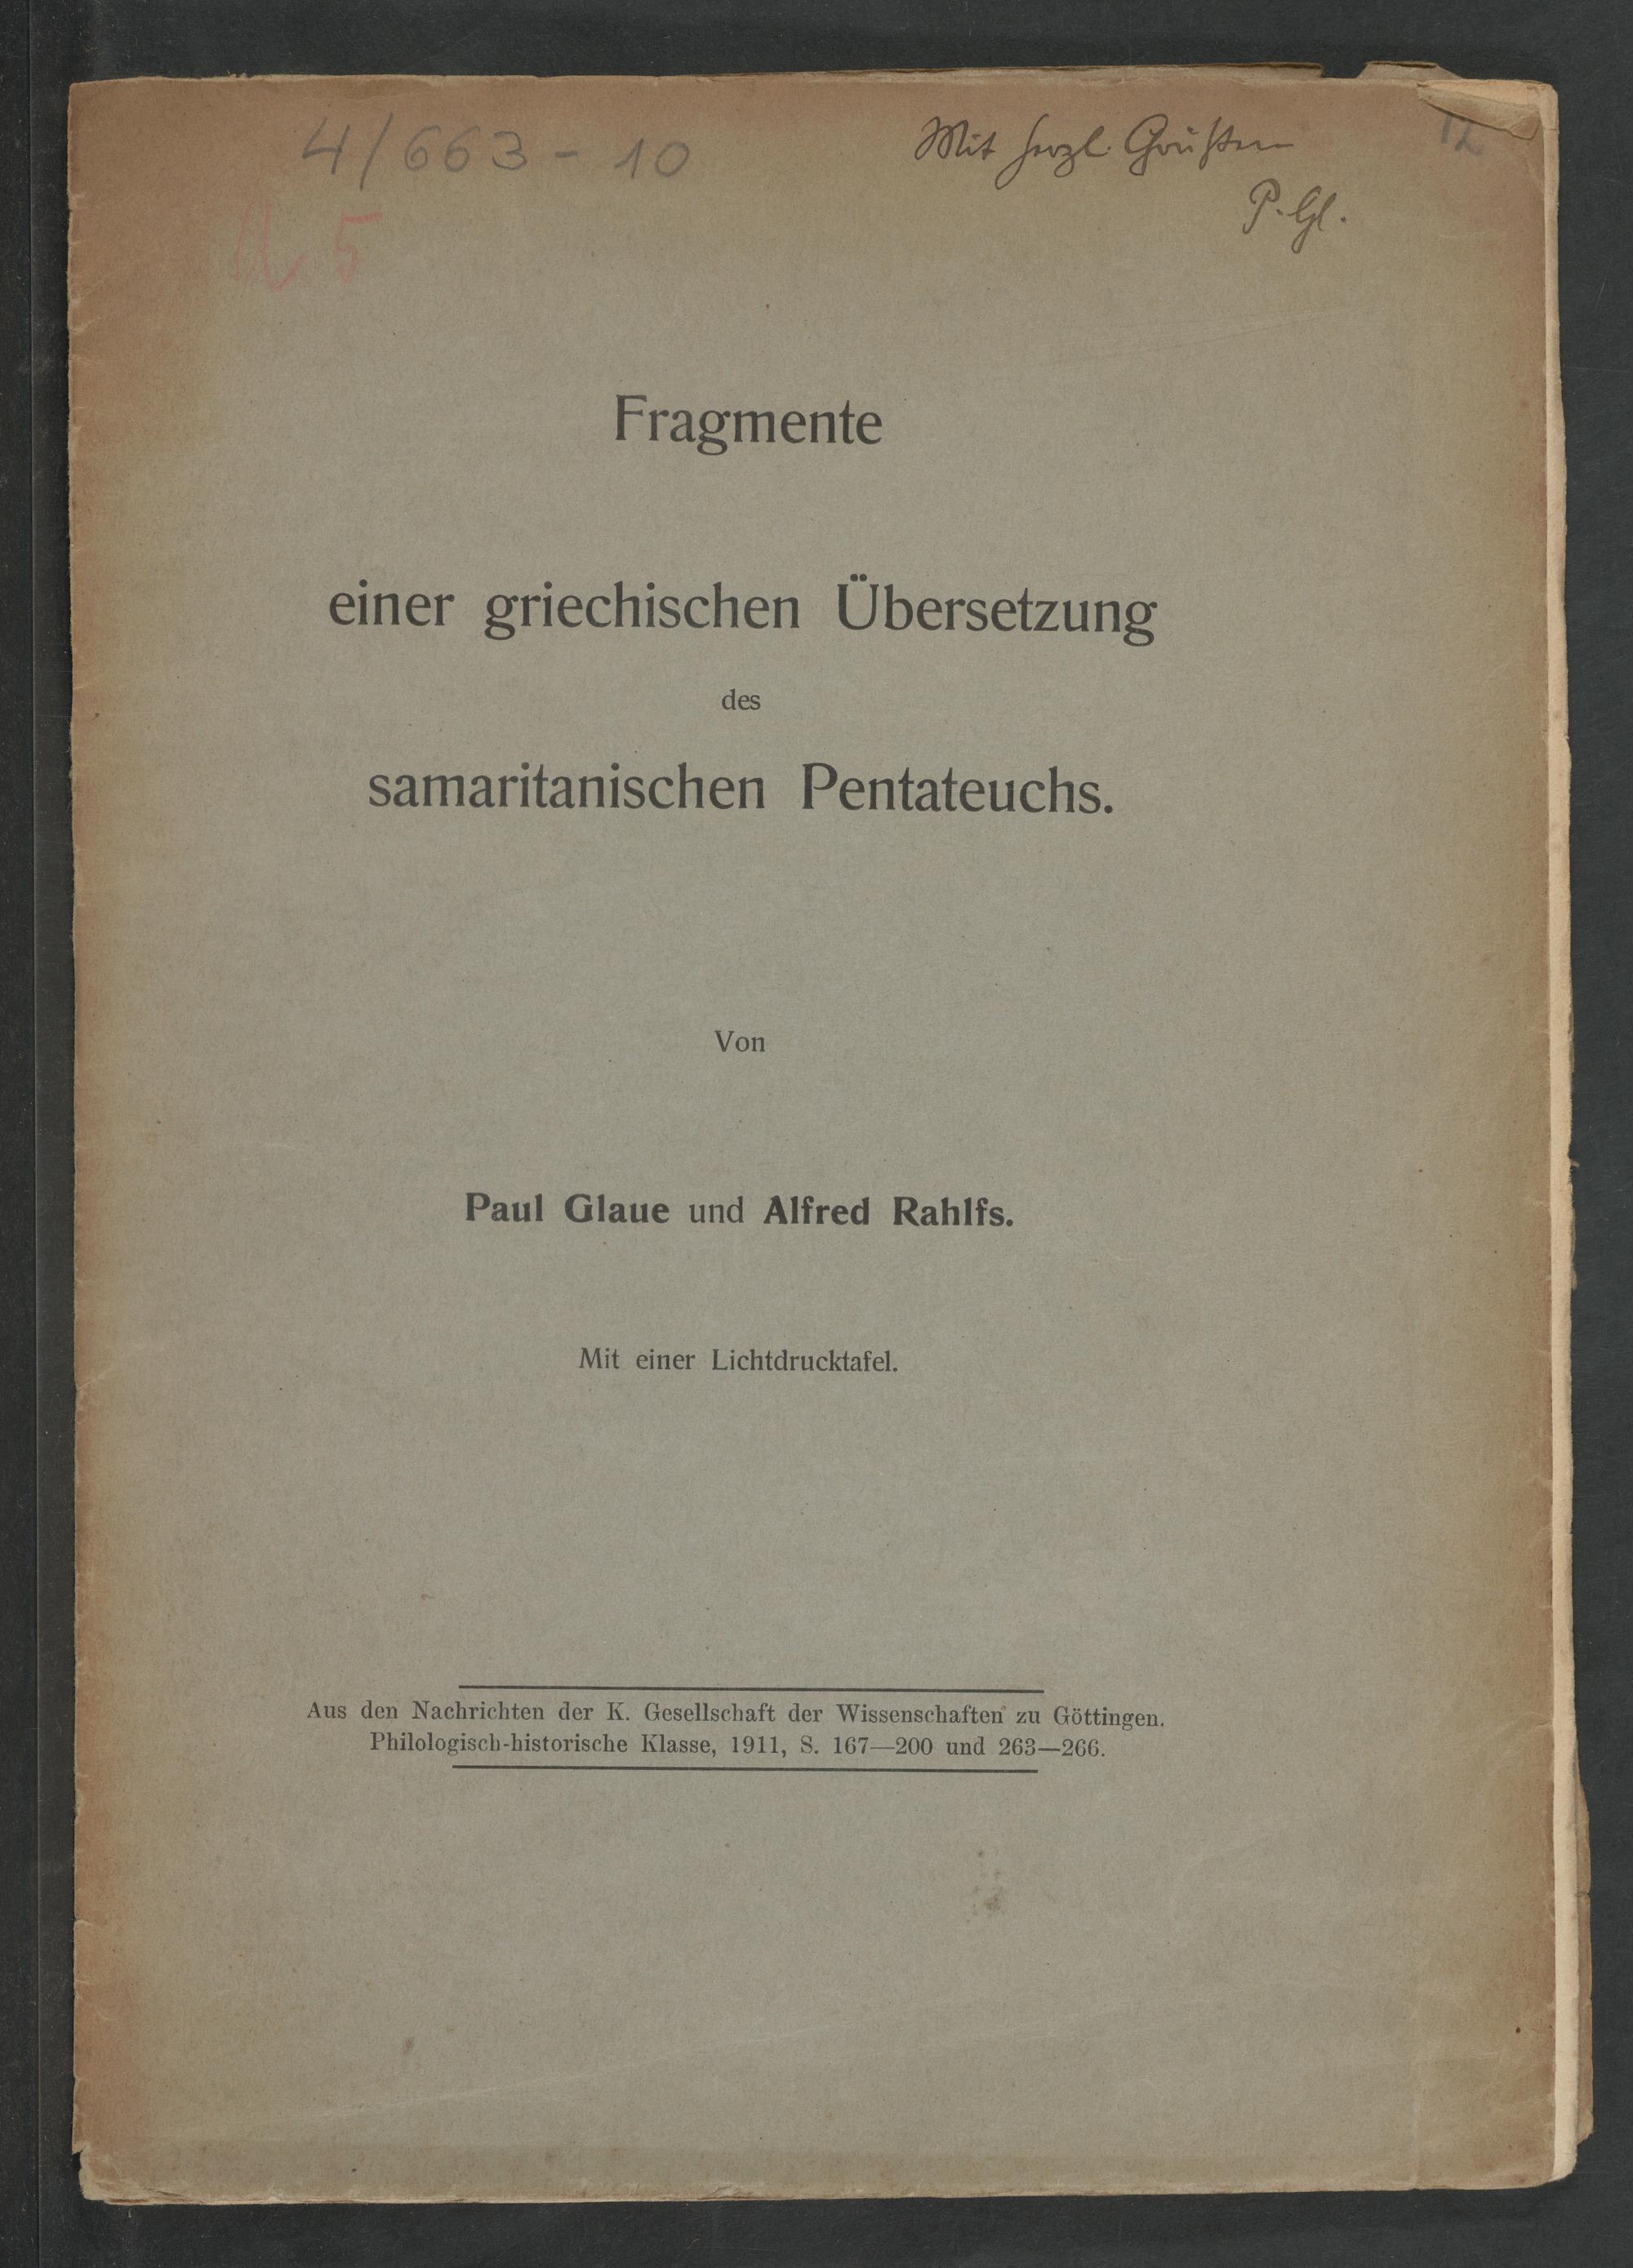 4/663-10
Mit herzl. Grüßen
12
P. Gl.
5
Fragmente
einer griechischen Übersetzung
des
samaritanischen Pentateuchs.
Von
Paul Glaue und Alfred Rahlfs.
Mit einer Lichtdrucktafel.
Aus den Nachrichten der K. Gesellschaft der Wissenschaften zu Göttingen.
Philologisch-historische Klasse, 1911, S. 167—200 und 263—266.